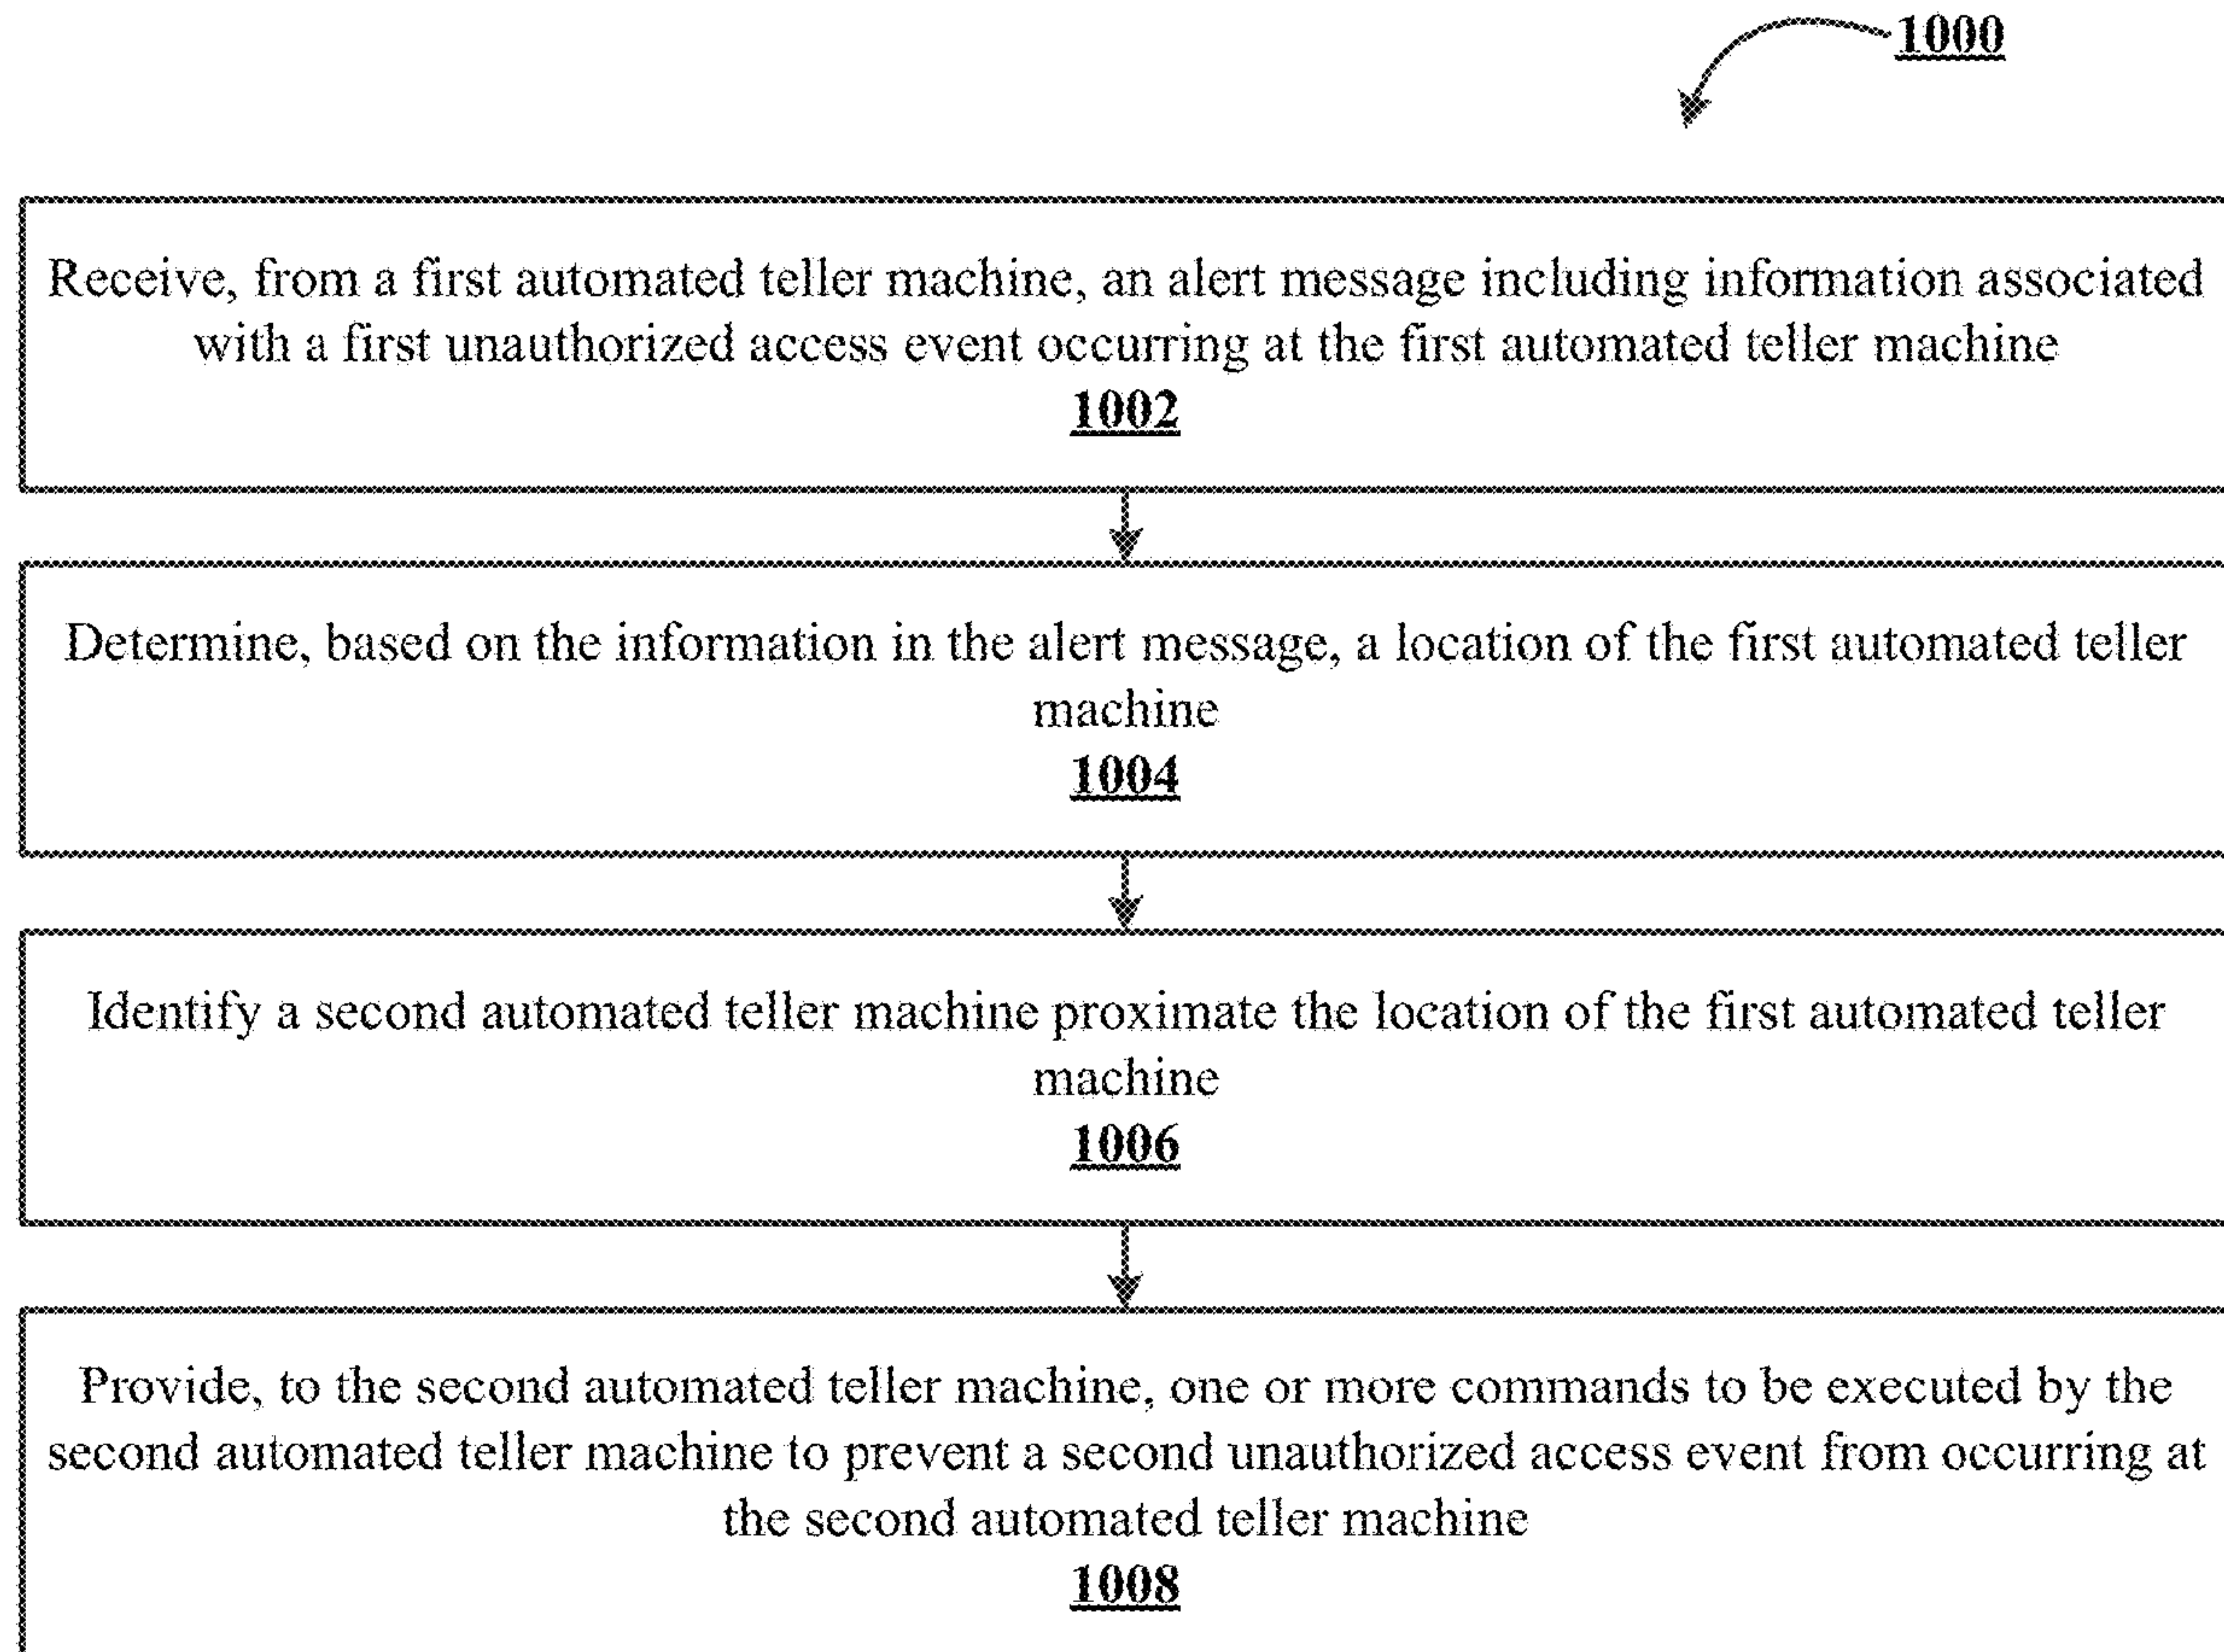 1000
Receive, from a first automated teller machine, an alert message including information associated
with a first unauthorized access event occurring at the first automated teller machine
1002
Determine, based on the information in the alert message, a location of the first automated teller
machine
1004
Identify a second automated teller machine proximate the location of the first automated teller
machine
1006
Provide, to the second automated teller machine, one or more commands to be executed by the
second automated teller machine to prevent a second unauthorized access event from occurring at
the second automated teller machine
1008